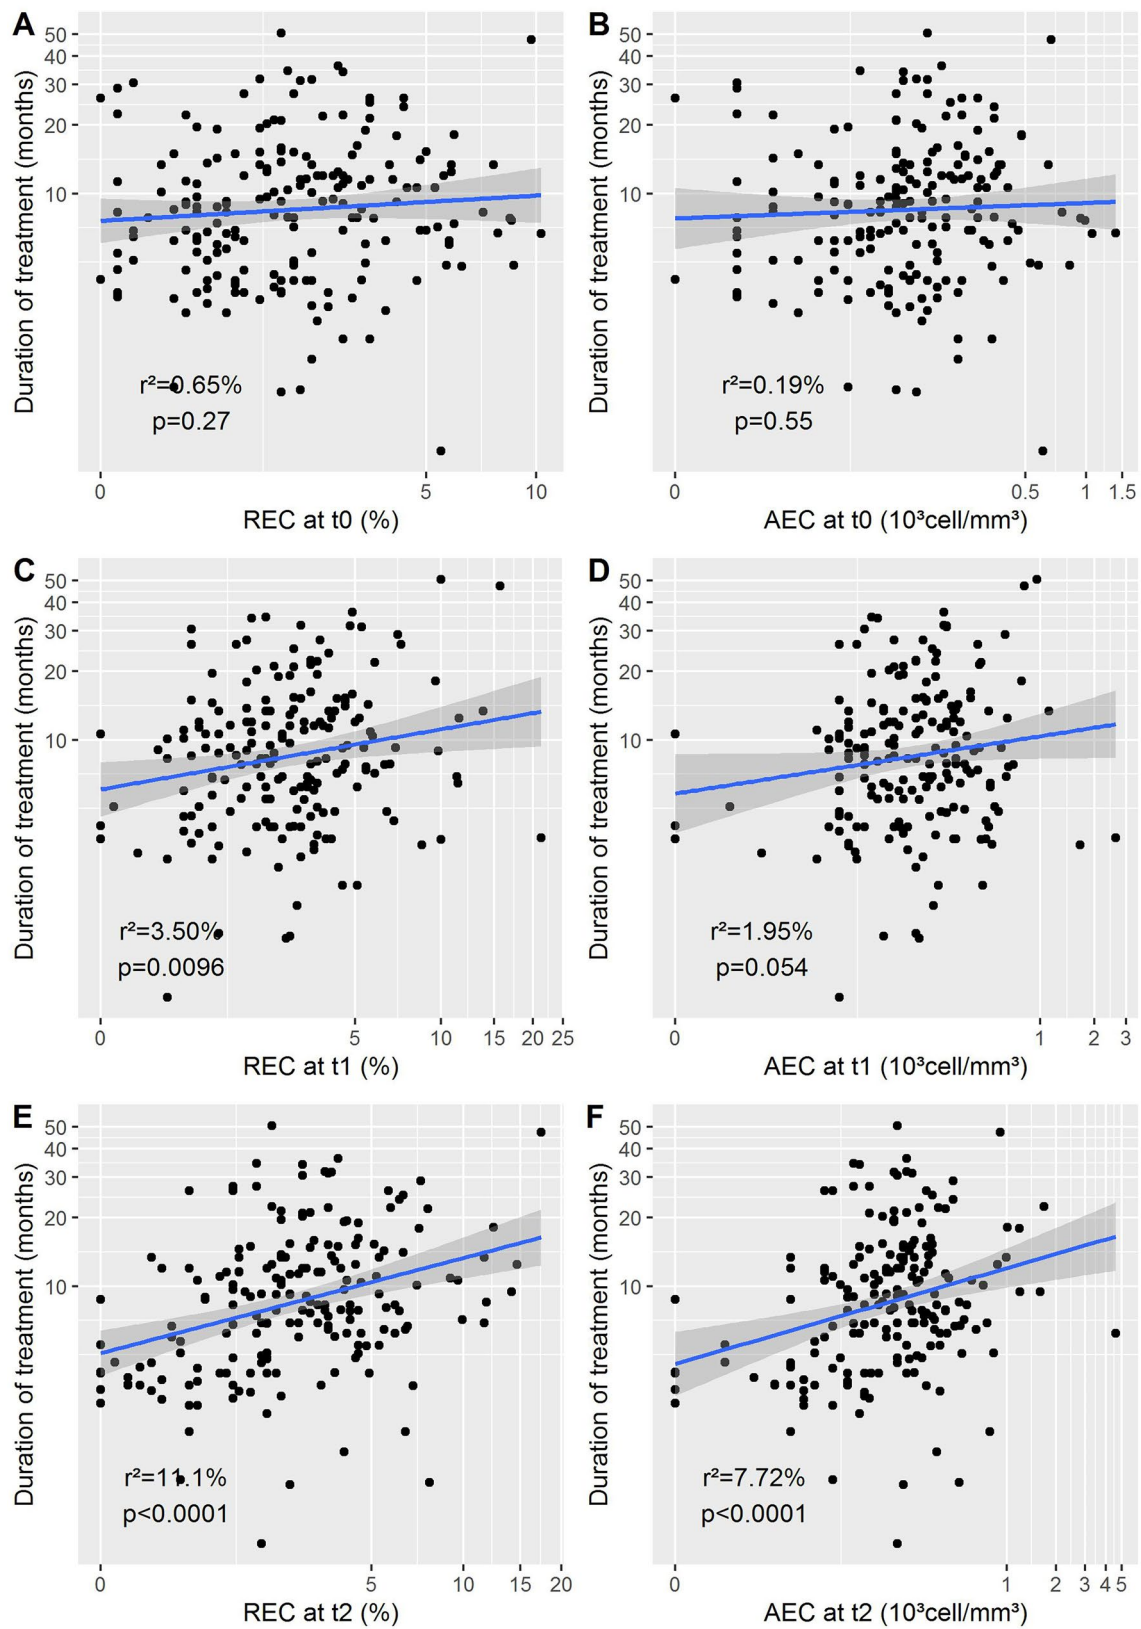 A
Duration of treatment (months)
50
40
30
20
10
r²=0.65%
p=0.27
0 5 10
REC at t0 (%)
B
Duration of treatment (months)
50
40
30
20
10
r²=0.19%
p=0.55
0 0.5 1 1.5
AEC at t0 (10³cell/mm³)
C
Duration of treatment (months)
50
40
30
20
10
r²=3.50%
p=0.0096
0 5 10 15 20 25
REC at t1 (%)
D
Duration of treatment (months)
50
40
30
20
10
r²=1.95%
p=0.054
0 1 2 3
AEC at t1 (10³cell/mm³)
E
Duration of treatment (months)
50
40
30
20
10
r²=11.1%
p<0.0001
0 5 10 15 20
REC at t2 (%)
F
Duration of treatment (months)
50
40
30
20
10
r²=7.72%
p<0.0001
0 1 2 3 4 5
AEC at t2 (10³cell/mm³)